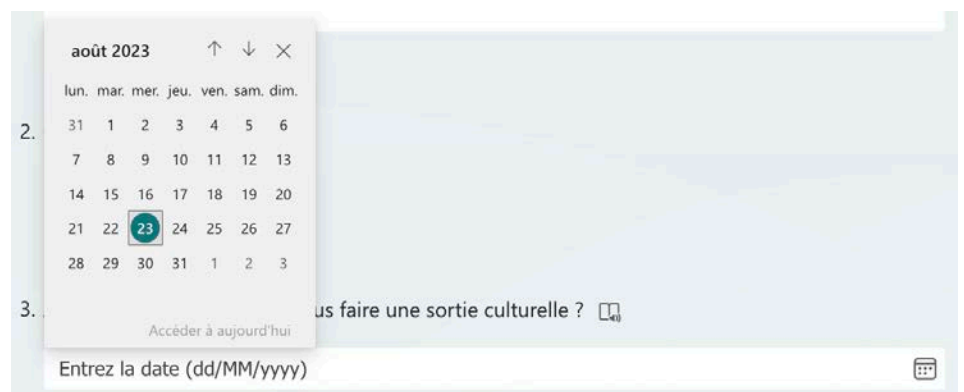 août 2023
lun. mar. mer. jeu. ven. sam. dim.
31 1 2 3 4 5 6
2.
7 8 9 10 11 12 13
14 15 16 17 18 19 20
21 22 23 24 25 26 27
28 29 30 31 1 2 3
3. us faire une sortie culturelle ?
Accéder à aujourd'hui
Entrez la date (dd/MM/yyyy)